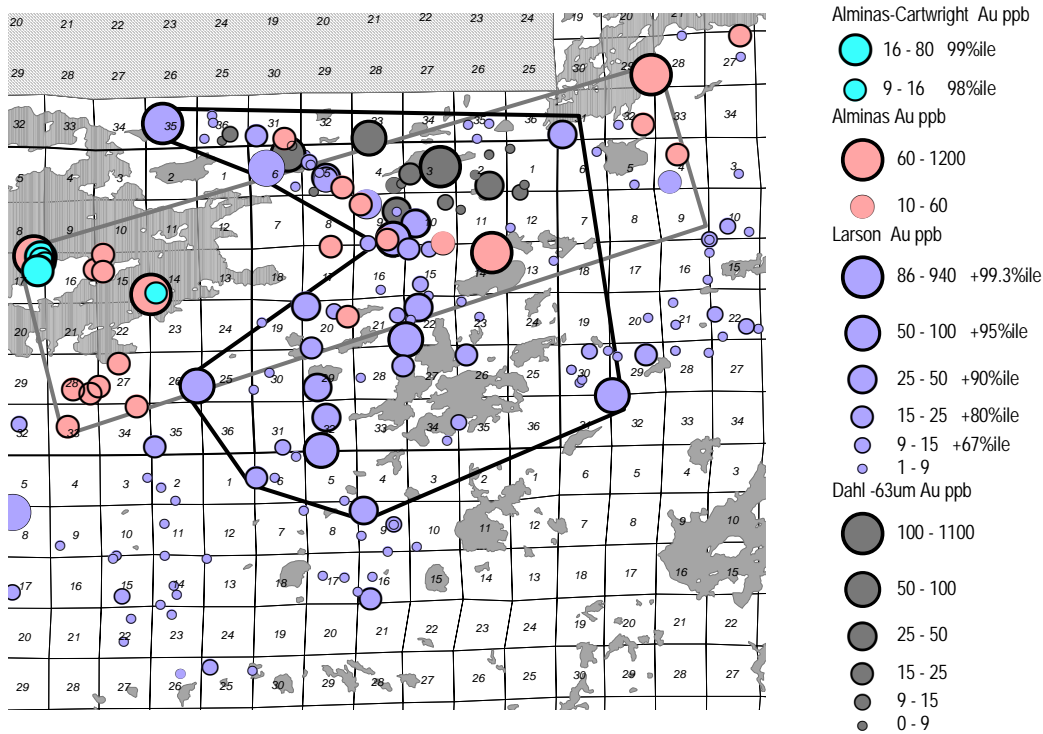 20 21 22 23 24 19 20 21 22 23 24 19 20 21 22
29 28 27 26 25 30 29 28 27 26 25 30 29 28 27
32 33 34 35 36 31 32 33 34 35 36 31 32 33 34
5 4 3 2 1 6 5 4 3 2 1 6 5 4 3
8 9 10 11 12 7 8 9 10 11 12 7 8 9 10
17 16 15 14 13 18 17 14 13 18 17 16 15
20 21 22 23 24 19 20 21 22 23 24 19 20 21 22
29 28 27 26 25 30 29 28 27 26 25 30 29 28 27
32 33 34 35 36 31 32 33 34 35 36 31 32 33 34
5 4 3 2 1 6 5 4 3 2 1 6 5 4 3
8 9 10 11 12 7 8 9 10 11 12 7 8 9 10
17 16 15 14 13 18 17 16 15 14 13 18 17 16 15
20 21 22 23 24 19 20 21 22 23 24 19 20 21 22
29 28 27 26 25 30 29 28 27 26 25 30 29 28 27
Alminas-Cartwright Au ppb
16 - 80 99%ile
9 - 16 98%ile
Alminas Au ppb
60 - 1200
10 - 60
Larson Au ppb
86 - 940 +99.3%ile
50 - 100 +95%ile
25 - 50 +90%ile
15 - 25 +80%ile
9 - 15 +67%ile
1 - 9
Dahl -63um Au ppb
100 - 1100
50 - 100
25 - 50
15 - 25
9 - 15
0 - 9